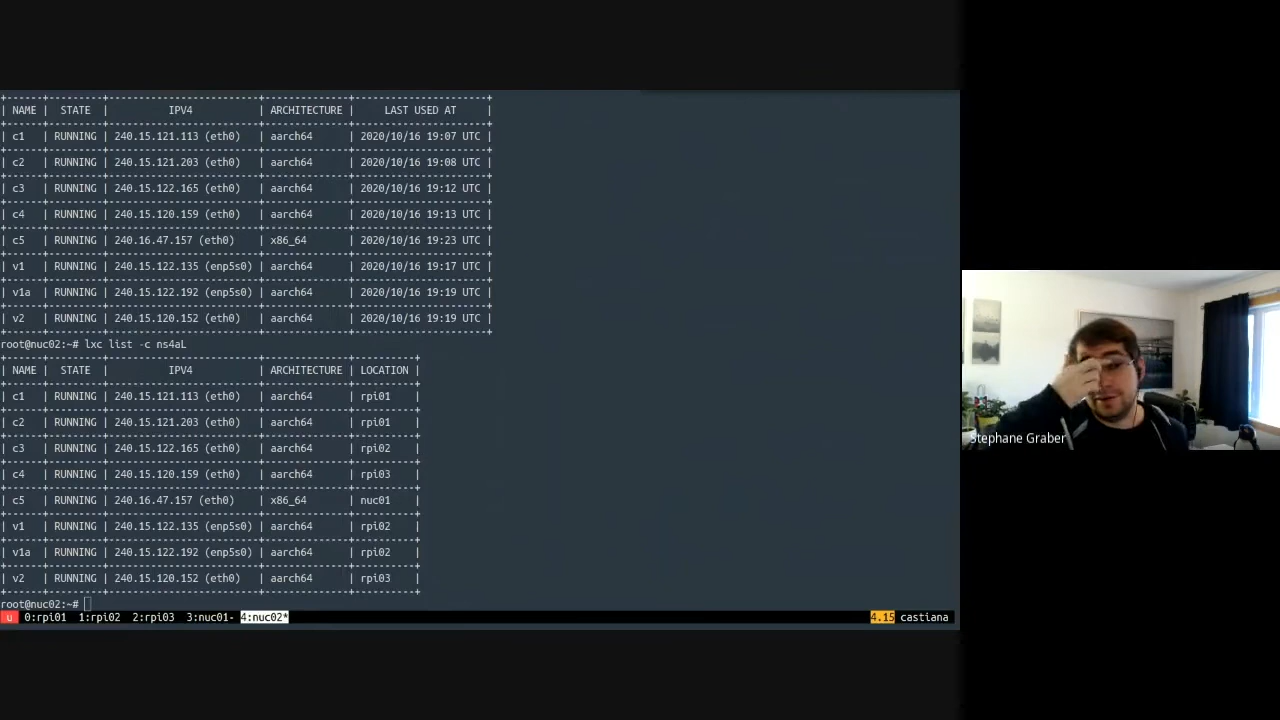 +------+---------+------------------------+--------------+----------------------+
| NAME |  STATE  |          IPV4          | ARCHITECTURE |     LAST USED AT     |
+------+---------+------------------------+--------------+----------------------+
| c1   | RUNNING | 240.15.121.113 (eth0)  | aarch64      | 2020/10/16 19:07 UTC |
+------+---------+------------------------+--------------+----------------------+
| c2   | RUNNING | 240.15.121.203 (eth0)  | aarch64      | 2020/10/16 19:08 UTC |
+------+---------+------------------------+--------------+----------------------+
| c3   | RUNNING | 240.15.122.165 (eth0)  | aarch64      | 2020/10/16 19:12 UTC |
+------+---------+------------------------+--------------+----------------------+
| c4   | RUNNING | 240.15.120.159 (eth0)  | aarch64      | 2020/10/16 19:13 UTC |
+------+---------+------------------------+--------------+----------------------+
| c5   | RUNNING | 240.16.47.157 (eth0)   | x86_64       | 2020/10/16 19:23 UTC |
+------+---------+------------------------+--------------+----------------------+
| v1   | RUNNING | 240.15.122.135 (enp5s0) | aarch64      | 2020/10/16 19:17 UTC |
+------+---------+------------------------+--------------+----------------------+
| v1a  | RUNNING | 240.15.122.192 (enp5s0) | aarch64      | 2020/10/16 19:19 UTC |
+------+---------+------------------------+--------------+----------------------+
| v2   | RUNNING | 240.15.120.152 (eth0)  | aarch64      | 2020/10/16 19:19 UTC |
+------+---------+------------------------+--------------+----------------------+
root@nuc02:~# lxc list -c ns4aL
+------+---------+------------------------+--------------+----------+
| NAME |  STATE  |          IPV4          | ARCHITECTURE | LOCATION |
+------+---------+------------------------+--------------+----------+
| c1   | RUNNING | 240.15.121.113 (eth0)  | aarch64      | rpi01    |
+------+---------+------------------------+--------------+----------+
| c2   | RUNNING | 240.15.121.203 (eth0)  | aarch64      | rpi01    |
+------+---------+------------------------+--------------+----------+
| c3   | RUNNING | 240.15.122.165 (eth0)  | aarch64      | rpi02    |
+------+---------+------------------------+--------------+----------+
| c4   | RUNNING | 240.15.120.159 (eth0)  | aarch64      | rpi03    |
+------+---------+------------------------+--------------+----------+
| c5   | RUNNING | 240.16.47.157 (eth0)   | x86_64       | nuc01    |
+------+---------+------------------------+--------------+----------+
| v1   | RUNNING | 240.15.122.135 (enp5s0) | aarch64      | rpi02    |
+------+---------+------------------------+--------------+----------+
| v1a  | RUNNING | 240.15.122.192 (enp5s0) | aarch64      | rpi02    |
+------+---------+------------------------+--------------+----------+
| v2   | RUNNING | 240.15.120.152 (eth0)  | aarch64      | rpi03    |
+------+---------+------------------------+--------------+----------+
root@nuc02:~#
u 0:rpi01 1:rpi02 2:rpi03 3:nuc01- 4:nuc02* 4.15 castiana
Stephane Graber